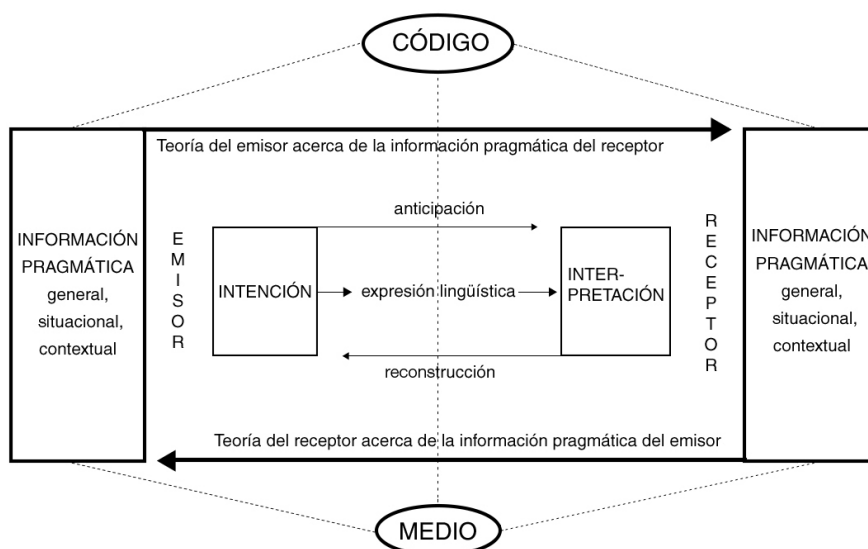 CÓDIGO
Teoría del emisor acerca de la información pragmática del receptor
INFORMACIÓN
PRAGMÁTICA
general,
situacional,
contextual
EMISOR
anticipación
INTENCIÓN
expresión lingüística
INTER-
PRETACIÓN
reconstrucción
RECEPTOR
INFORMACIÓN
PRAGMÁTICA
general,
situacional,
contextual
Teoría del receptor acerca de la información pragmática del emisor
MEDIO